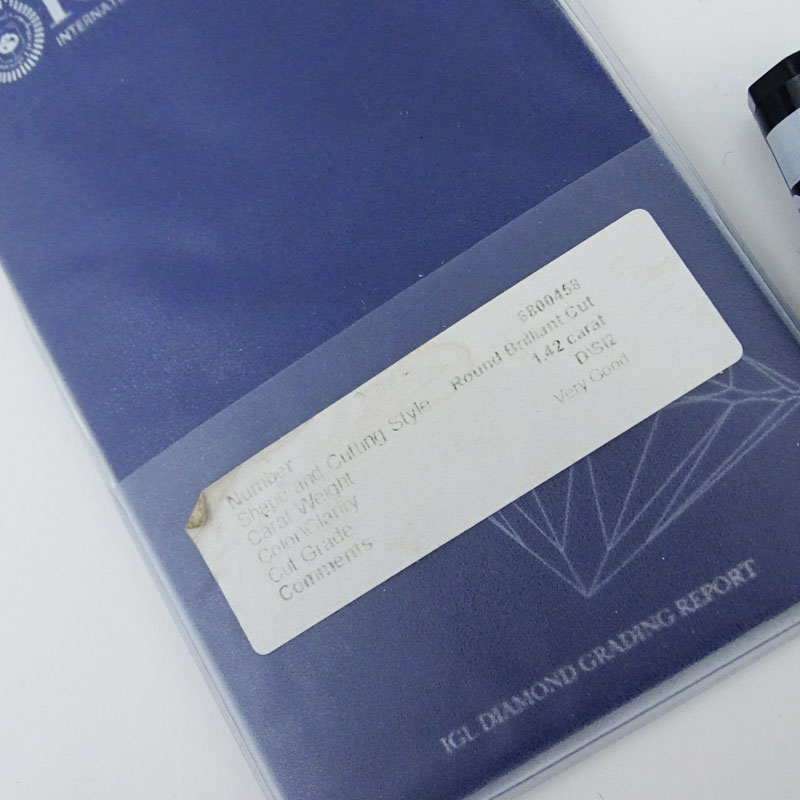 INTERNATI
Number 6800458
Shape and Cutting Style Round Brilliant Cut
Carat Weight 1.42 carat
Color\Clarity D\SI2
Cut Grade Very Good
Comments
IGL DIAMOND GRADING REPORT